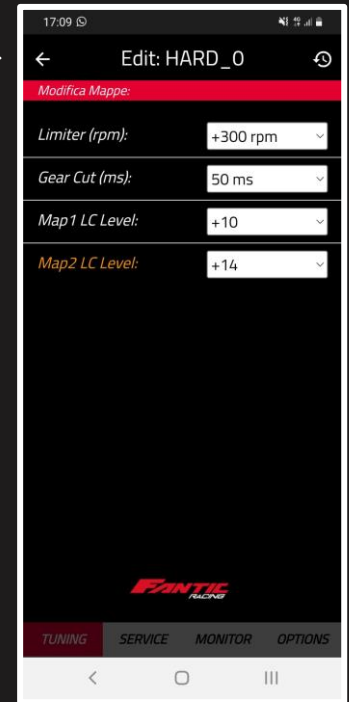 17:09
Edit: HARD_0
Modifica Mappe:
Limiter (rpm): +300 rpm
Gear Cut (ms): 50 ms
Map1 LC Level: +10
Map2 LC Level: +14
FANTIC
RACING
TUNING SERVICE MONITOR OPTIONS